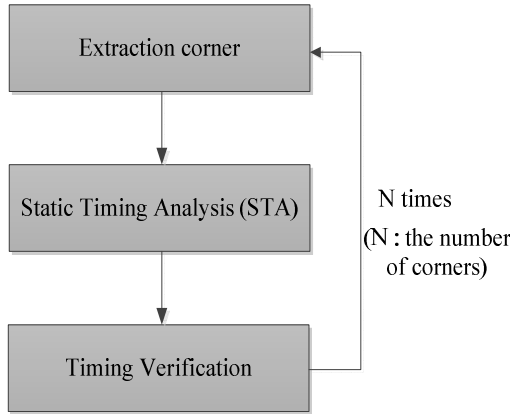 Extraction corner
Static Timing Analysis (STA)
N times
(N : the number
of corners)
Timing Verification